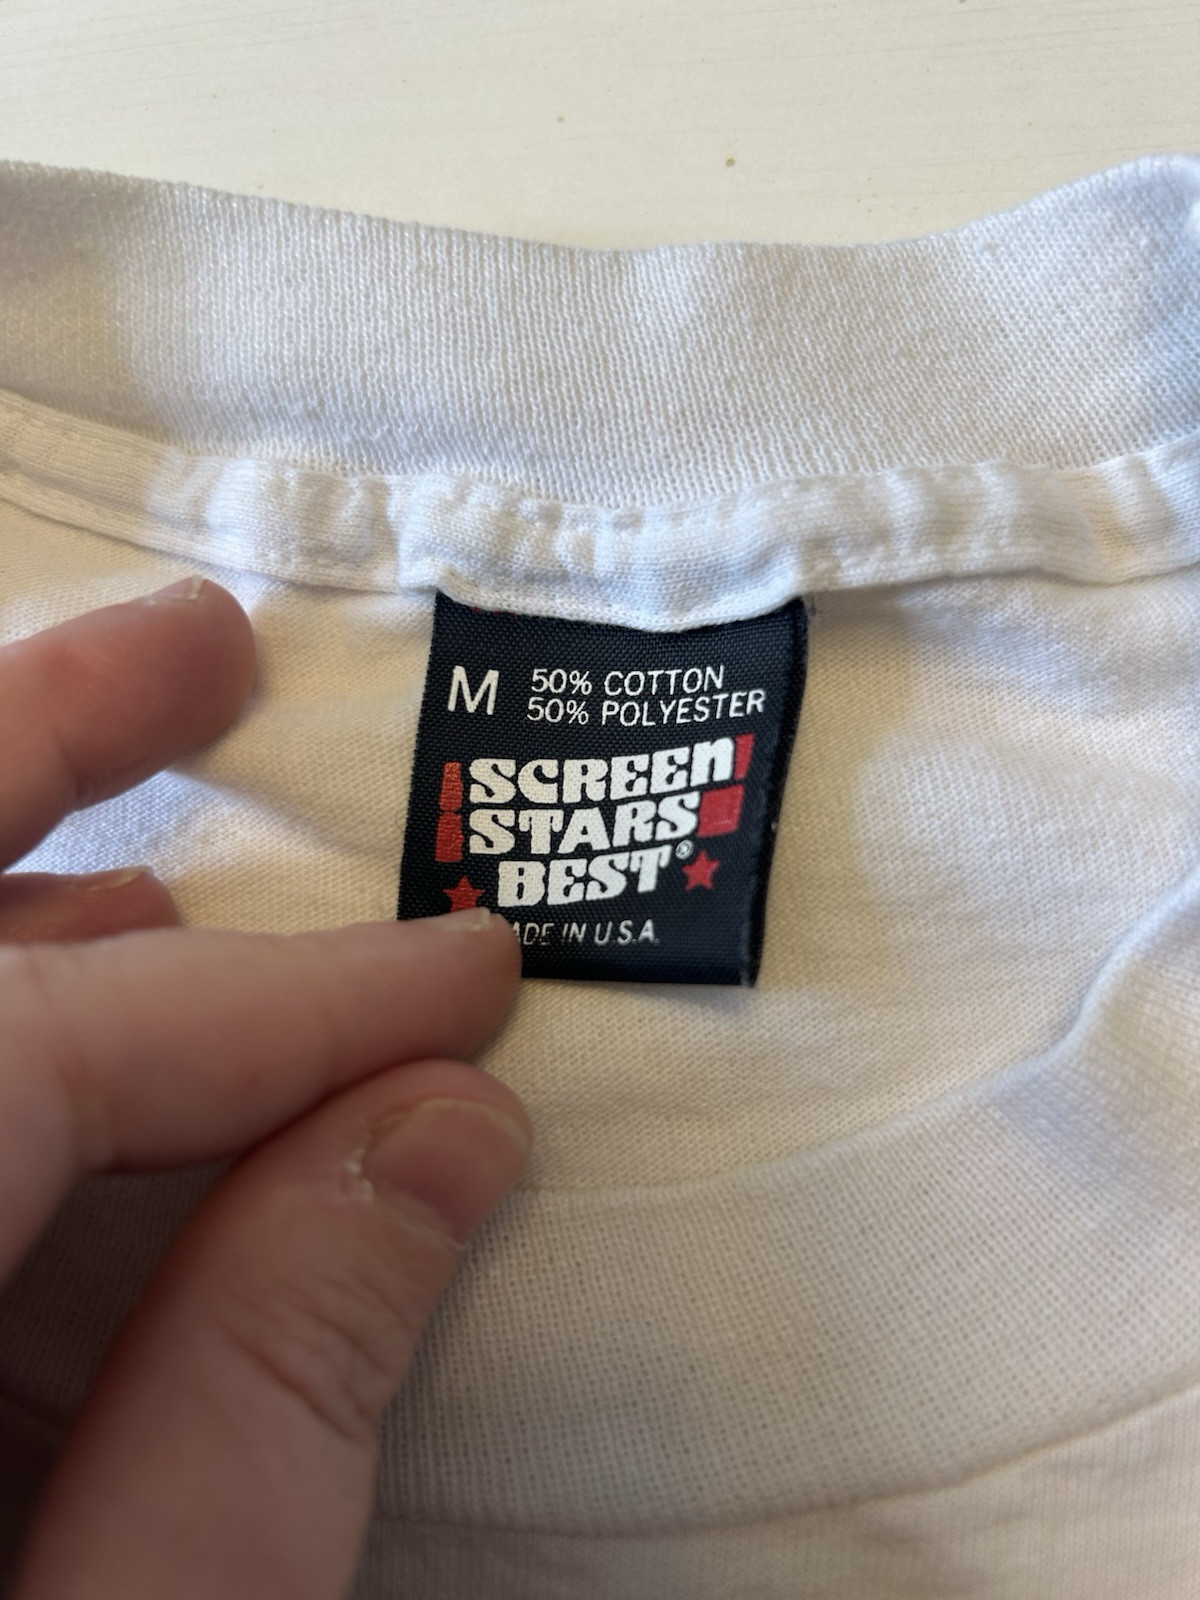 M 50% COTTON
50% POLYESTER
SCREEN
STARS
BEST®
ADE IN U.S.A.